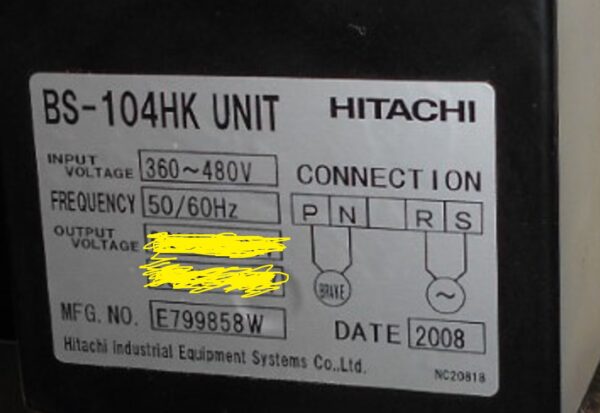 BS-104HK UNIT HITACHI
INPUT VOLTAGE 360~480V
FREQUENCY 50/60Hz
OUTPUT VOLTAGE
MFG. NO. E799858W
CONNECTION
P N R S
BRAKE ~
DATE 2008
Hitachi Industrial Equipment Systems Co.,Ltd.
NC20818